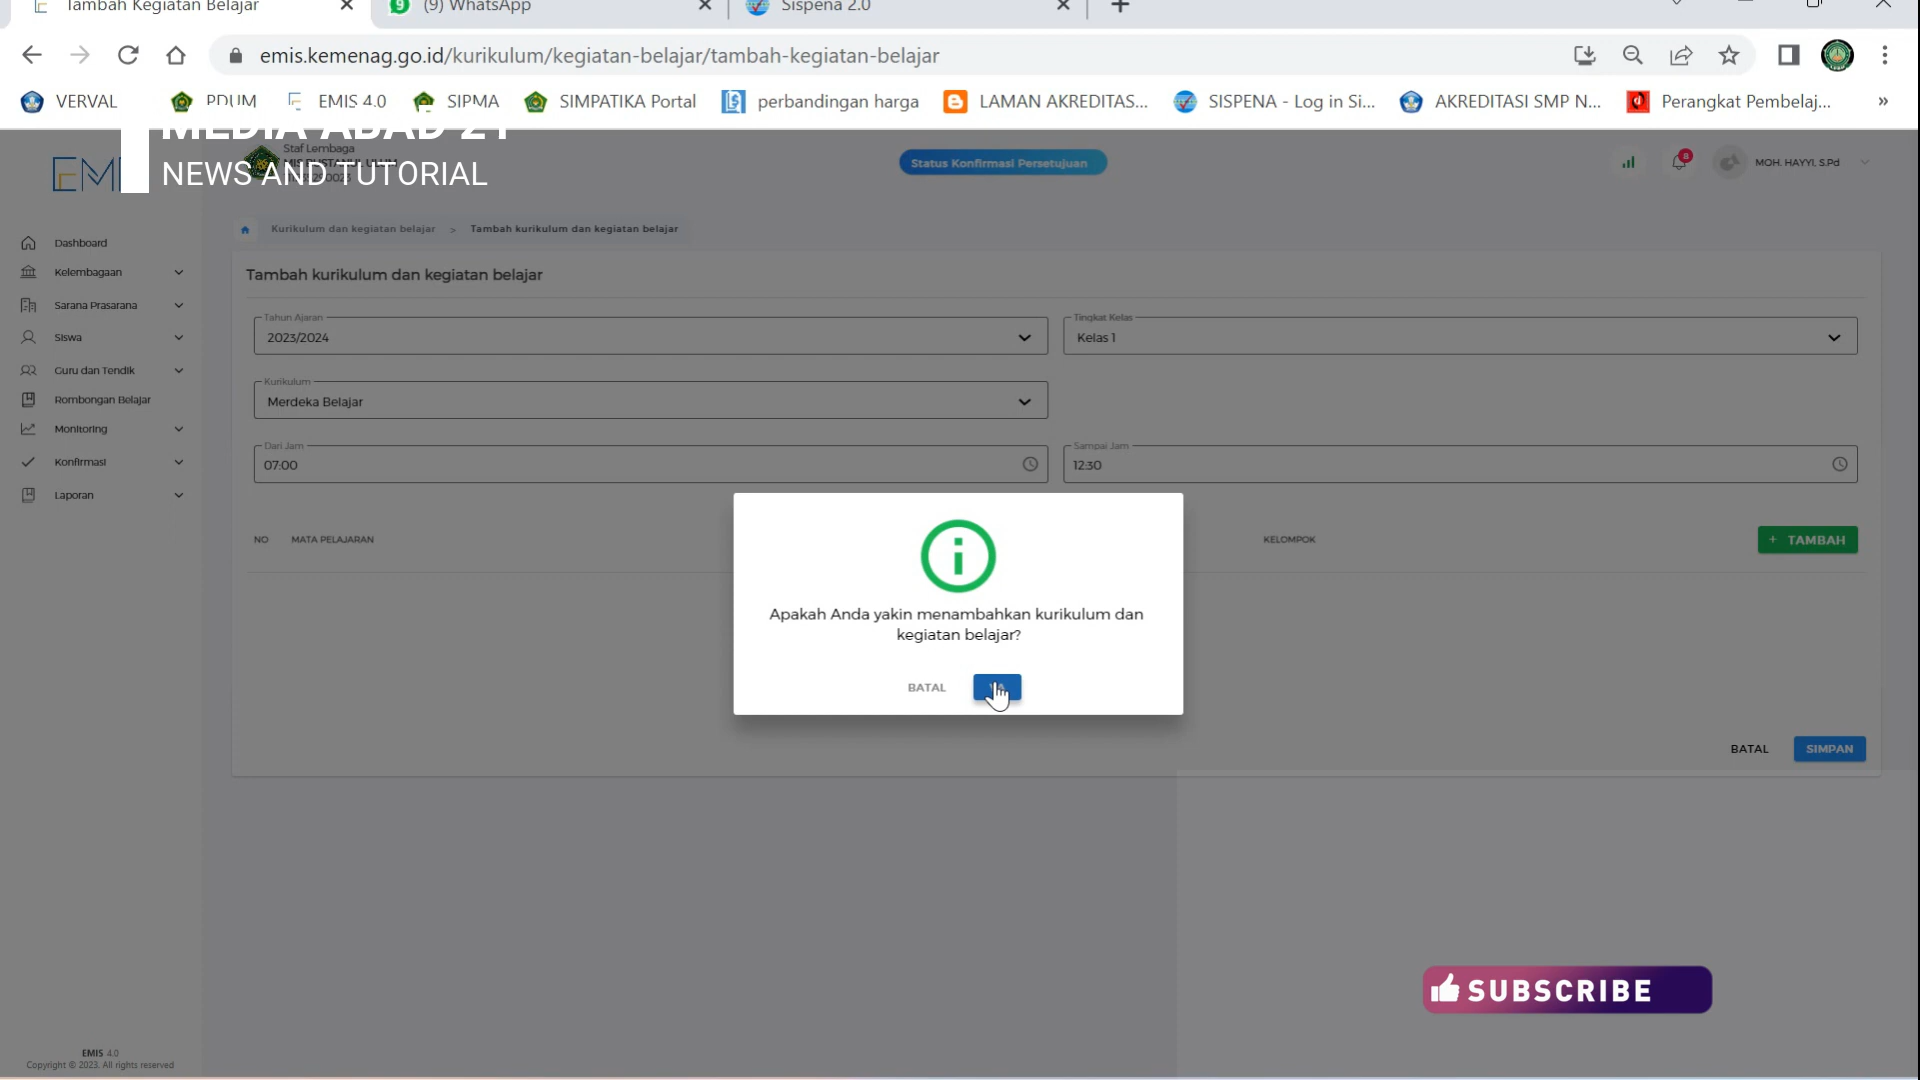 Tambah Kegiatan Belajar
(9) WhatsApp
Sispena 2.0
emis.kemenag.go.id/kurikulum/kegiatan-belajar/tambah-kegiatan-belajar
VERVAL
PDUM
EMIS 4.0
SIPMA
SIMPATIKA Portal
perbandingan harga
LAMAN AKREDITAS...
SISPENA - Log in Si...
AKREDITASI SMP N...
Perangkat Pembelaj...
»
MEDIA ABAD 21
NEWS AND TUTORIAL
Staf Lembaga
Status Konfirmasi Persetujuan
8
MOH. HAYYI, S.Pd
Dashboard
Kelembagaan
Sarana Prasarana
Siswa
Guru dan Tendik
Rombongan Belajar
Monitoring
Konfirmasi
Laporan
Kurikulum dan kegiatan belajar > Tambah kurikulum dan kegiatan belajar
Tambah kurikulum dan kegiatan belajar
Tahun Ajaran
2023/2024
Tingkat Kelas
Kelas 1
Kurikulum
Merdeka Belajar
Dari Jam
07:00
Sampai Jam
12:30
NO
MATA PELAJARAN
KELOMPOK
+ TAMBAH
Apakah Anda yakin menambahkan kurikulum dan
kegiatan belajar?
BATAL
BATAL
SIMPAN
SUBSCRIBE
EMIS 4.0
Copyright © 2023. All rights reserved